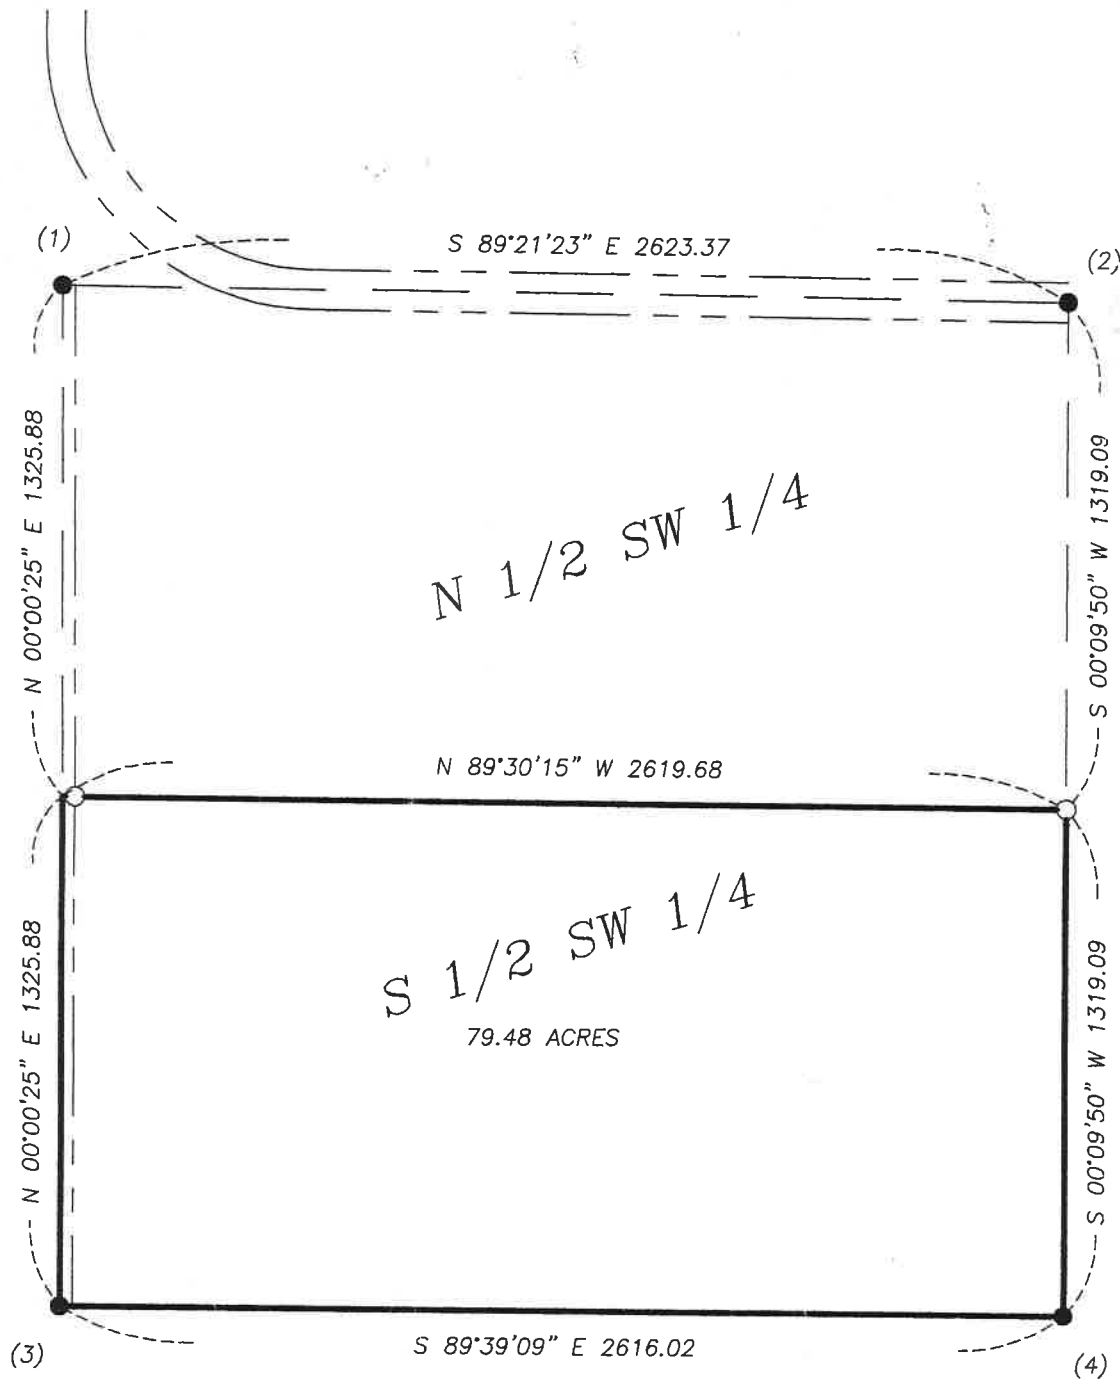 (1)
S 89°21'23" E 2623.37
(2)
N 00°00'25" E 1325.88
S 00°09'50" W 1319.69
N 1/2 SW 1/4
N 89°30'15" W 2619.68
S 1/2 SW 1/4
79.48 ACRES
N 00°00'25" E 1325.88
S 00°09'50" W 1319.69
S 89°39'09" E 2616.02
(3)
(4)